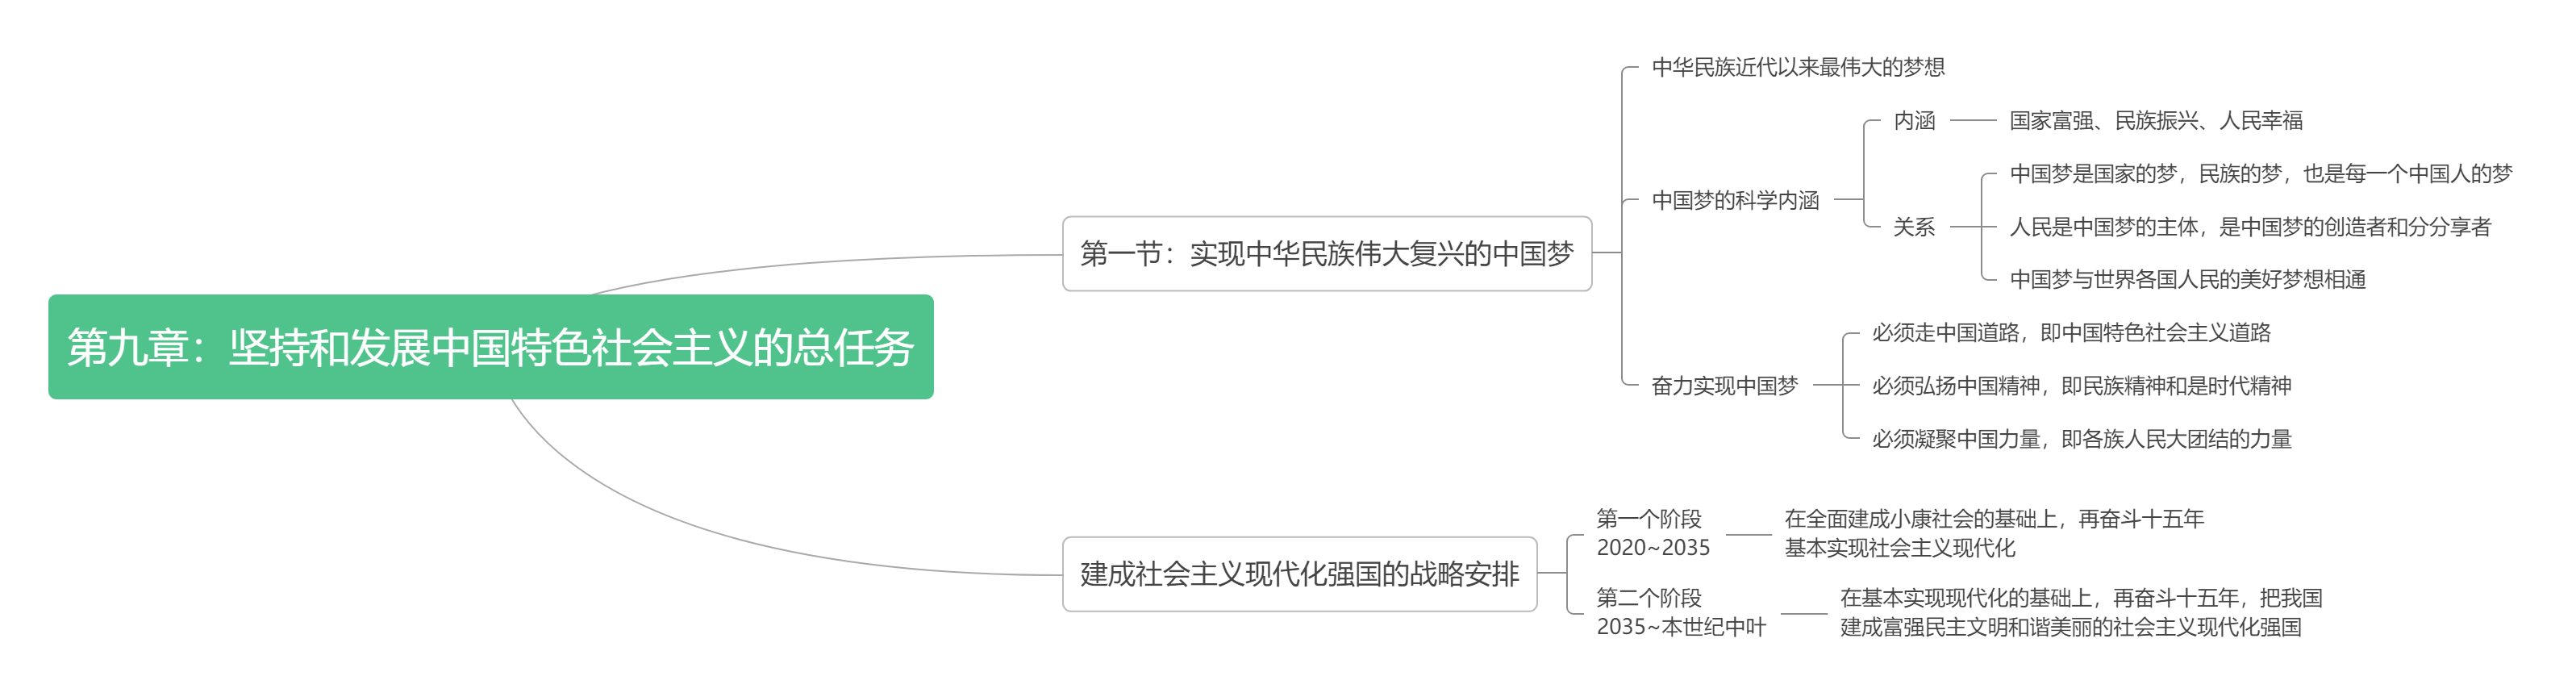 第九章：坚持和发展中国特色社会主义的总任务
第一节：实现中华民族伟大复兴的中国梦
中华民族近代以来最伟大的梦想
中国梦的科学内涵
内涵
国家富强、民族振兴、人民幸福
关系
中国梦是国家的梦，民族的梦，也是每一个中国人的梦
人民是中国梦的主体，是中国梦的创造者和分分享者
中国梦与世界各国人民的美好梦想相通
奋力实现中国梦
必须走中国道路，即中国特色社会主义道路
必须弘扬中国精神，即民族精神和是时代精神
必须凝聚中国力量，即各族人民大团结的力量
建成社会主义现代化强国的战略安排
第一个阶段
2020~2035
在全面建成小康社会的基础上，再奋斗十五年
基本实现社会主义现代化
第二个阶段
2035~本世纪中叶
在基本实现现代化的基础上，再奋斗十五年，把我国
建成富强民主文明和谐美丽的社会主义现代化强国